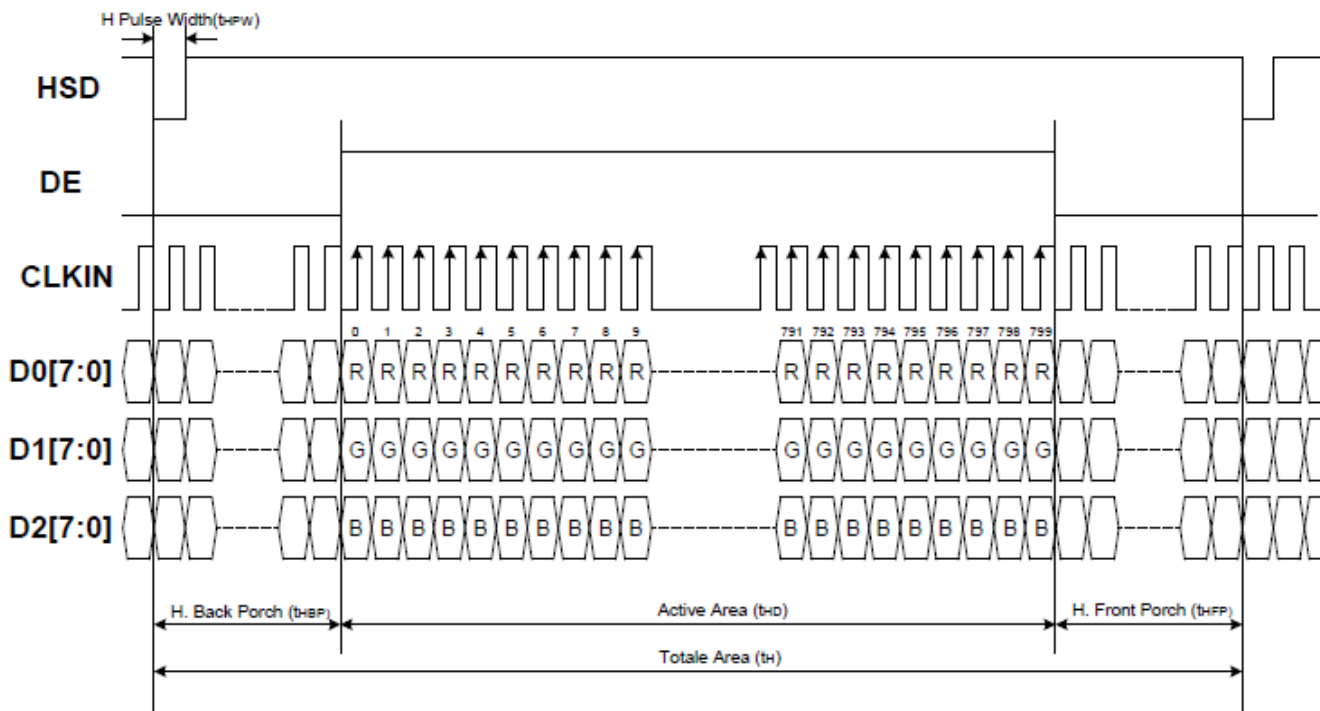 H Pulse Width(tHPW)
HSD
DE
CLKIN
0 1 2 3 4 5 6 7 8 9 791 792 793 794 795 796 797 798 799
D0[7:0] R R R R R R R R R R R R R R R R R R R
D1[7:0] G G G G G G G G G G G G G G G G G G G
D2[7:0] B B B B B B B B B B B B B B B B B B B
H. Back Porch (tHBP) Active Area (tHD) H. Front Porch (tHFP)
Totale Area (tH)